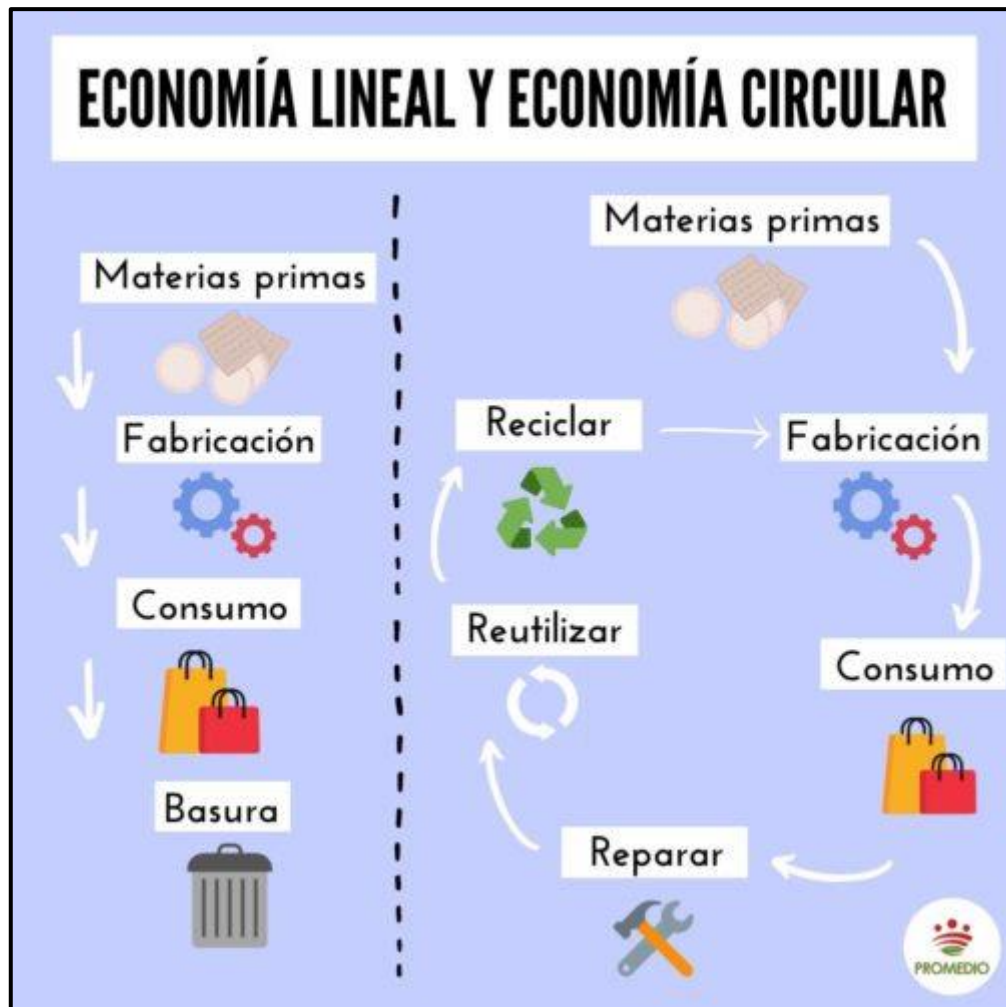 ECONOMÍA LINEAL Y ECONOMÍA CIRCULAR
Materias primas
Fabricación
Consumo
Basura
Materias primas
Fabricación
Consumo
Reparar
Reutilizar
Reciclar
PROMEDIO